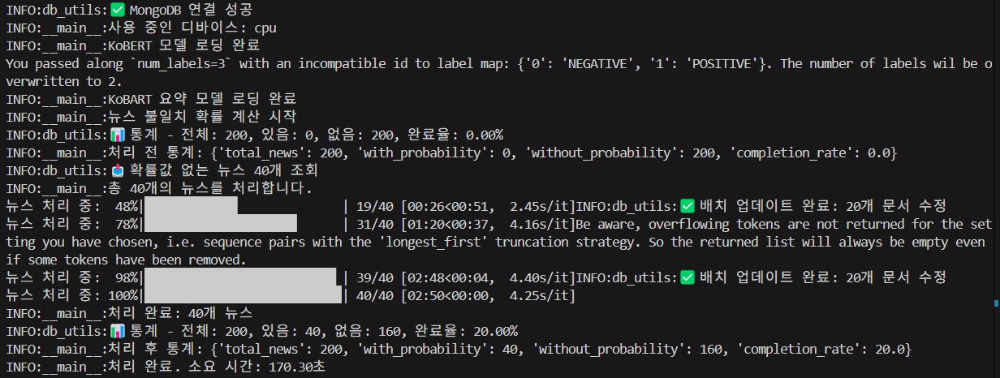 INFO:db_utils:✅ MongoDB 연결 성공
INFO:__main__:사용 중인 디바이스: cpu
INFO:__main__:KoBERT 모델 로딩 완료
You passed along `num_labels=3` with an incompatible id to label map: {'0': 'NEGATIVE', '1': 'POSITIVE'}. The number of labels wil be o
verwritten to 2.
INFO:__main__:KoBART 요약 모델 로딩 완료
INFO:__main__:뉴스 불일치 확률 계산 시작
INFO:db_utils:📊 통계 - 전체: 200, 있음: 0, 없음: 200, 완료율: 0.00%
INFO:__main__:처리 전 통계: {'total_news': 200, 'with_probability': 0, 'without_probability': 200, 'completion_rate': 0.0}
INFO:db_utils:📥 확률값 없는 뉴스 40개 조회
INFO:__main__:총 40개의 뉴스를 처리합니다.
뉴스 처리 중:  48%|█████████           | 19/40 [00:26<00:51,  2.45s/it]INFO:db_utils:✅ 배치 업데이트 완료: 20개 문서 수정
뉴스 처리 중:  78%|███████████████     | 31/40 [01:20<00:37,  4.16s/it]Be aware, overflowing tokens are not returned for the set
ting you have chosen, i.e. sequence pairs with the 'longest_first' truncation strategy. So the returned list will always be empty even
if some tokens have been removed.
뉴스 처리 중:  98%|███████████████████ | 39/40 [02:48<00:04,  4.40s/it]INFO:db_utils:✅ 배치 업데이트 완료: 20개 문서 수정
뉴스 처리 중: 100%|████████████████████| 40/40 [02:50<00:00,  4.25s/it]
INFO:__main__:처리 완료: 40개 뉴스
INFO:db_utils:📊 통계 - 전체: 200, 있음: 40, 없음: 160, 완료율: 20.00%
INFO:__main__:처리 후 통계: {'total_news': 200, 'with_probability': 40, 'without_probability': 160, 'completion_rate': 20.0}
INFO:__main__:처리 완료. 소요 시간: 170.30초